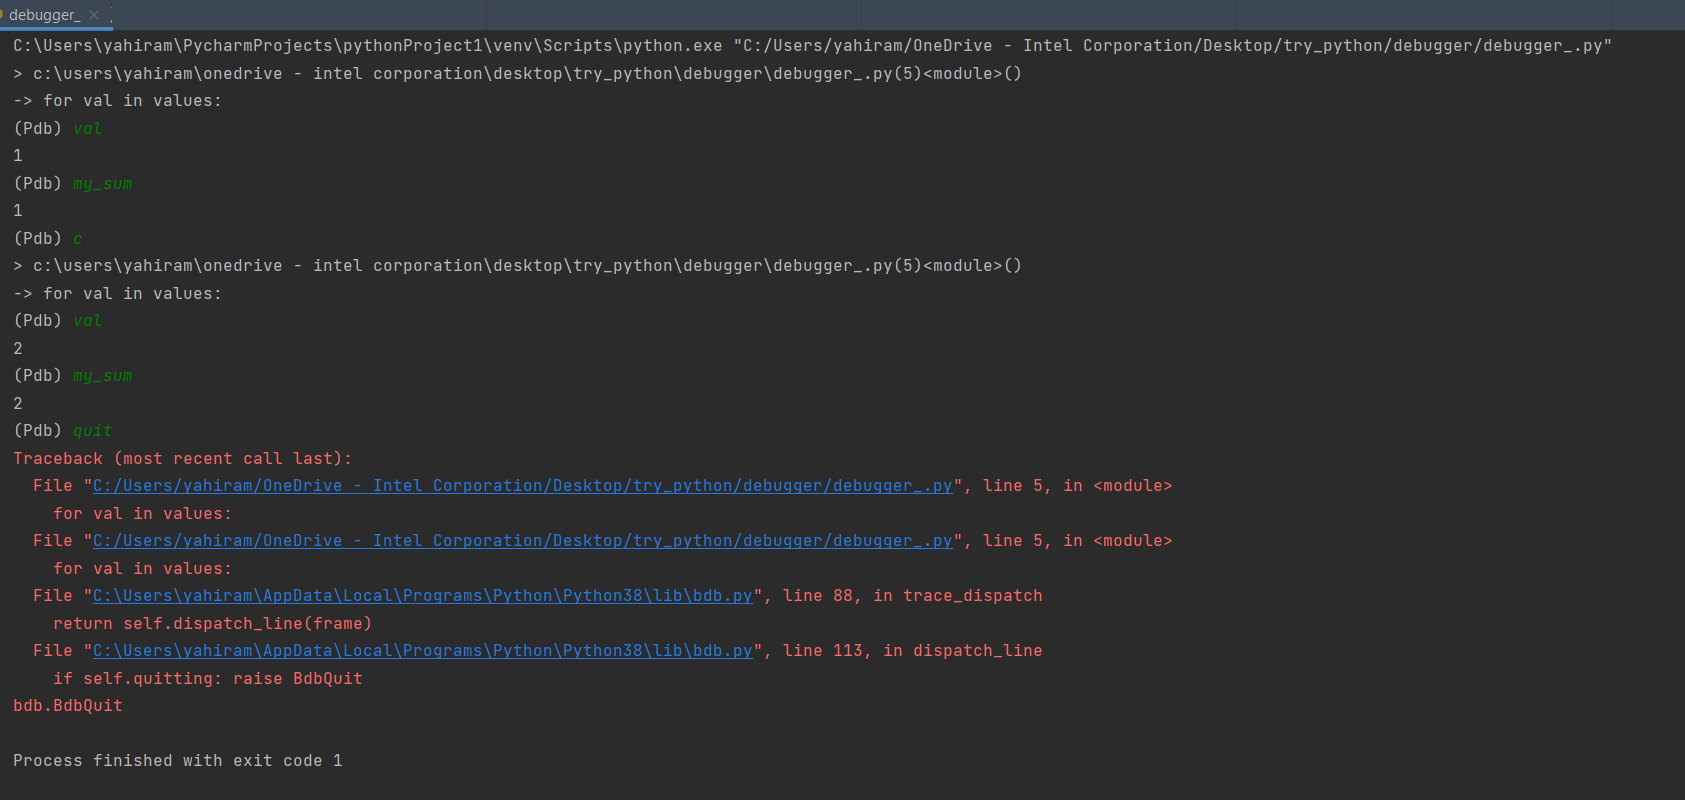 debugger_
C:\Users\yahiram\PycharmProjects\pythonProject1\venv\Scripts\python.exe "C:/Users/yahiram/OneDrive - Intel Corporation/Desktop/try_python/debugger/debugger_.py"
> c:\users\yahiram\onedrive - intel corporation\desktop\try_python\debugger\debugger_.py(5)<module>()
-> for val in values:
(Pdb) val
1
(Pdb) my_sum
1
(Pdb) c
> c:\users\yahiram\onedrive - intel corporation\desktop\try_python\debugger\debugger_.py(5)<module>()
-> for val in values:
(Pdb) val
2
(Pdb) my_sum
2
(Pdb) quit
Traceback (most recent call last):
  File "C:/Users/yahiram/OneDrive - Intel Corporation/Desktop/try_python/debugger/debugger_.py", line 5, in <module>
    for val in values:
  File "C:/Users/yahiram/OneDrive - Intel Corporation/Desktop/try_python/debugger/debugger_.py", line 5, in <module>
    for val in values:
  File "C:\Users\yahiram\AppData\Local\Programs\Python\Python38\lib\bdb.py", line 88, in trace_dispatch
    return self.dispatch_line(frame)
  File "C:\Users\yahiram\AppData\Local\Programs\Python\Python38\lib\bdb.py", line 113, in dispatch_line
    if self.quitting: raise BdbQuit
bdb.BdbQuit
Process finished with exit code 1